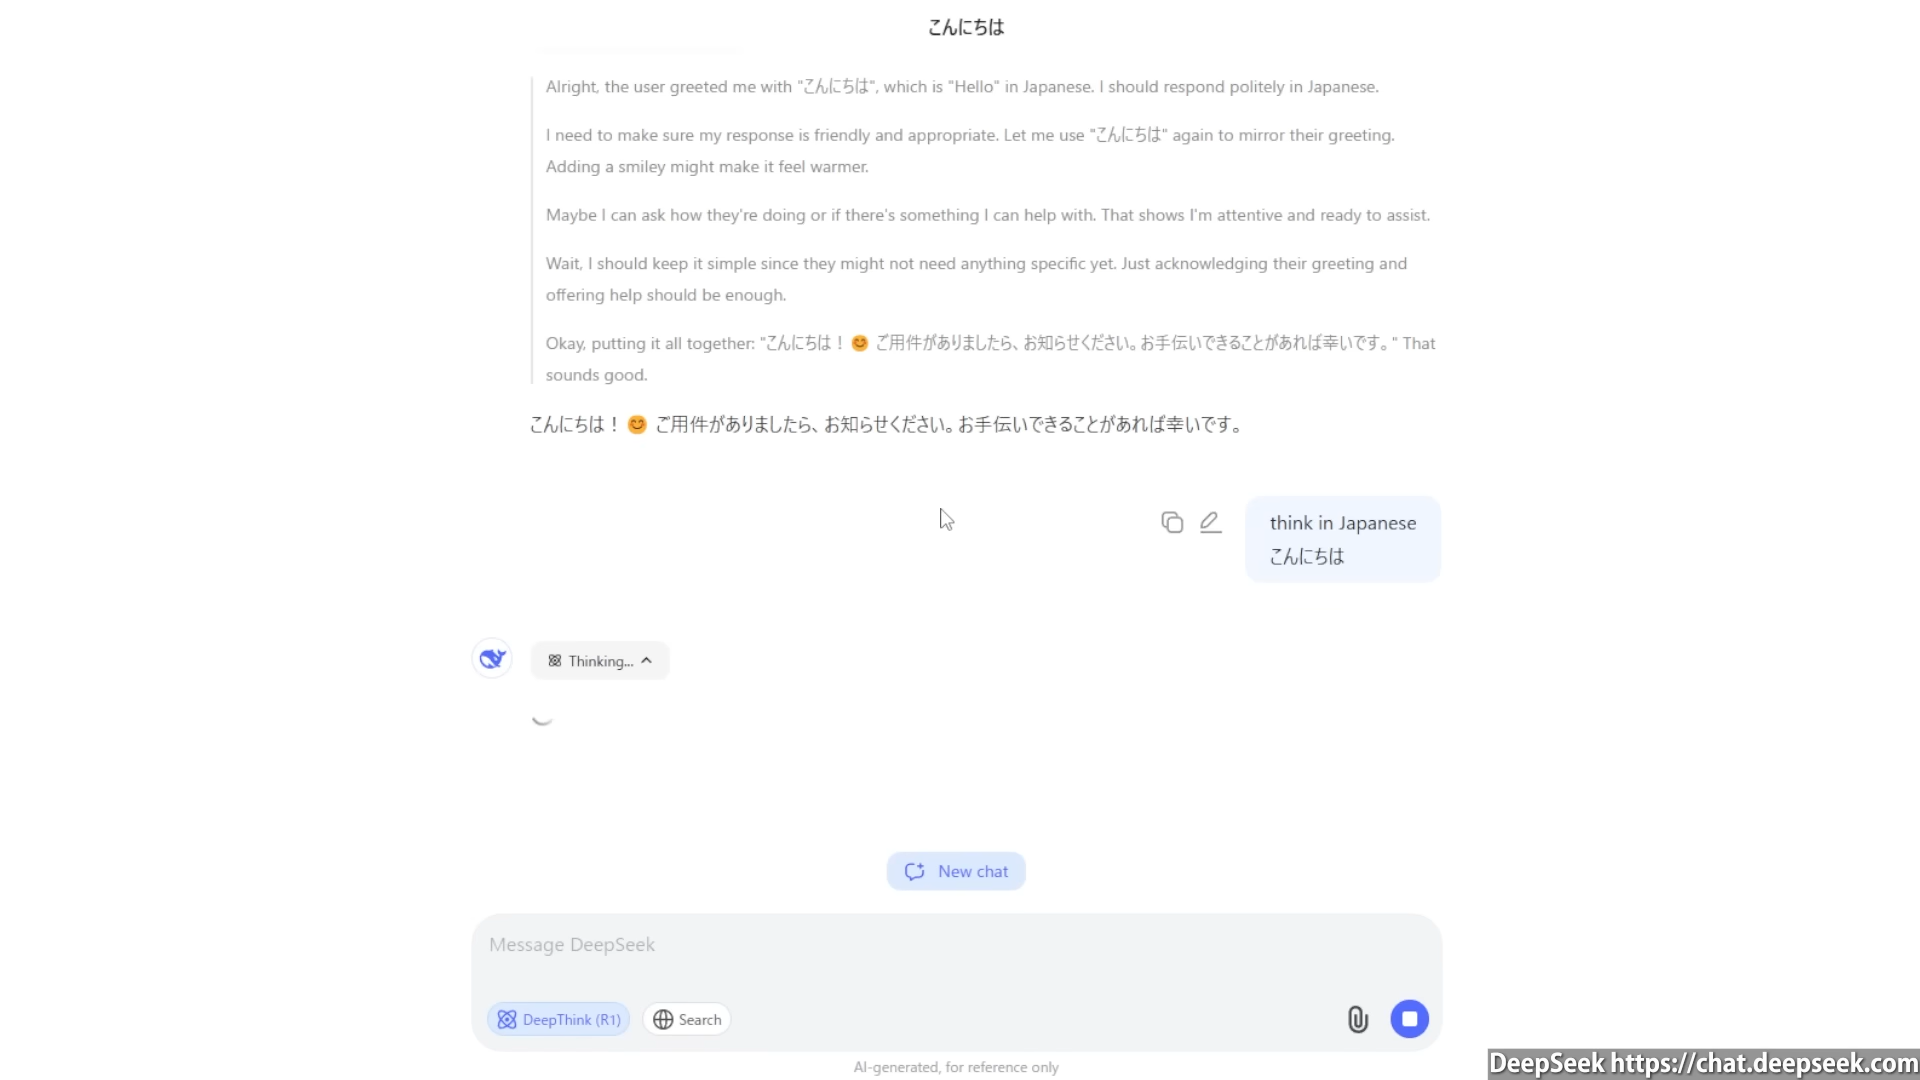 こんにちは
Alright, the user greeted me with "こんにちは", which is "Hello" in Japanese. I should respond politely in Japanese.
I need to make sure my response is friendly and appropriate. Let me use "こんにちは" again to mirror their greeting.
Adding a smiley might make it feel warmer.
Maybe I can ask how they're doing or if there's something I can help with. That shows I'm attentive and ready to assist.
Wait, I should keep it simple since they might not need anything specific yet. Just acknowledging their greeting and
offering help should be enough.
Okay, putting it all together: "こんにちは！😊 ご用件がありましたら、お知らせください。お手伝いできることがあれば幸いです。" That
sounds good.
こんにちは！😊 ご用件がありましたら、お知らせください。お手伝いできることがあれば幸いです。
think in Japanese
こんにちは
Thinking...
New chat
Message DeepSeek
DeepThink (R1)
Search
AI-generated, for reference only
DeepSeek https://chat.deepseek.com